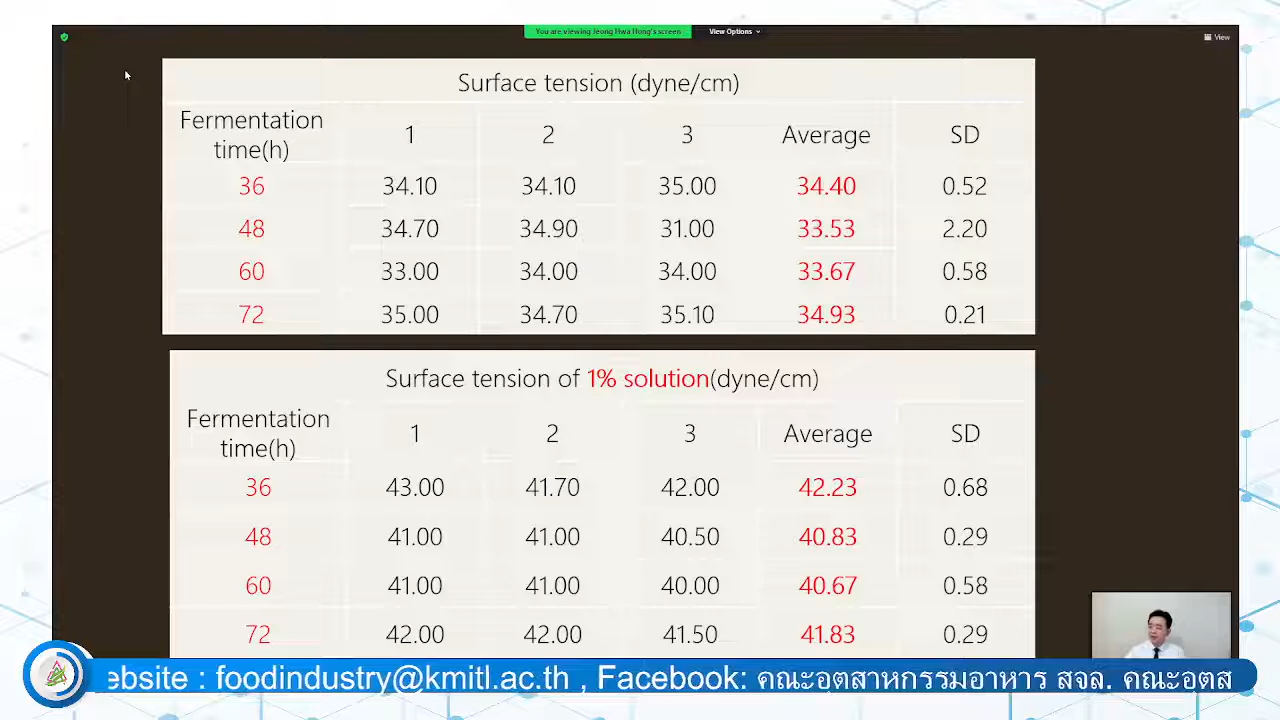 You are viewing Jeong Hwa Hong's screen
View Options
View
Surface tension (dyne/cm)
Fermentation time(h) 1 2 3 Average SD
36 34.10 34.10 35.00 34.40 0.52
48 34.70 34.90 31.00 33.53 2.20
60 33.00 34.00 34.00 33.67 0.58
72 35.00 34.70 35.10 34.93 0.21
Surface tension of 1% solution(dyne/cm)
Fermentation time(h) 1 2 3 Average SD
36 43.00 41.70 42.00 42.23 0.68
48 41.00 41.00 40.50 40.83 0.29
60 41.00 41.00 40.00 40.67 0.58
72 42.00 42.00 41.50 41.83 0.29
ebsite : foodindustry@kmitl.ac.th , Facebook: คณะอุตสาหกรรมอาหาร สจล. คณะอุตส